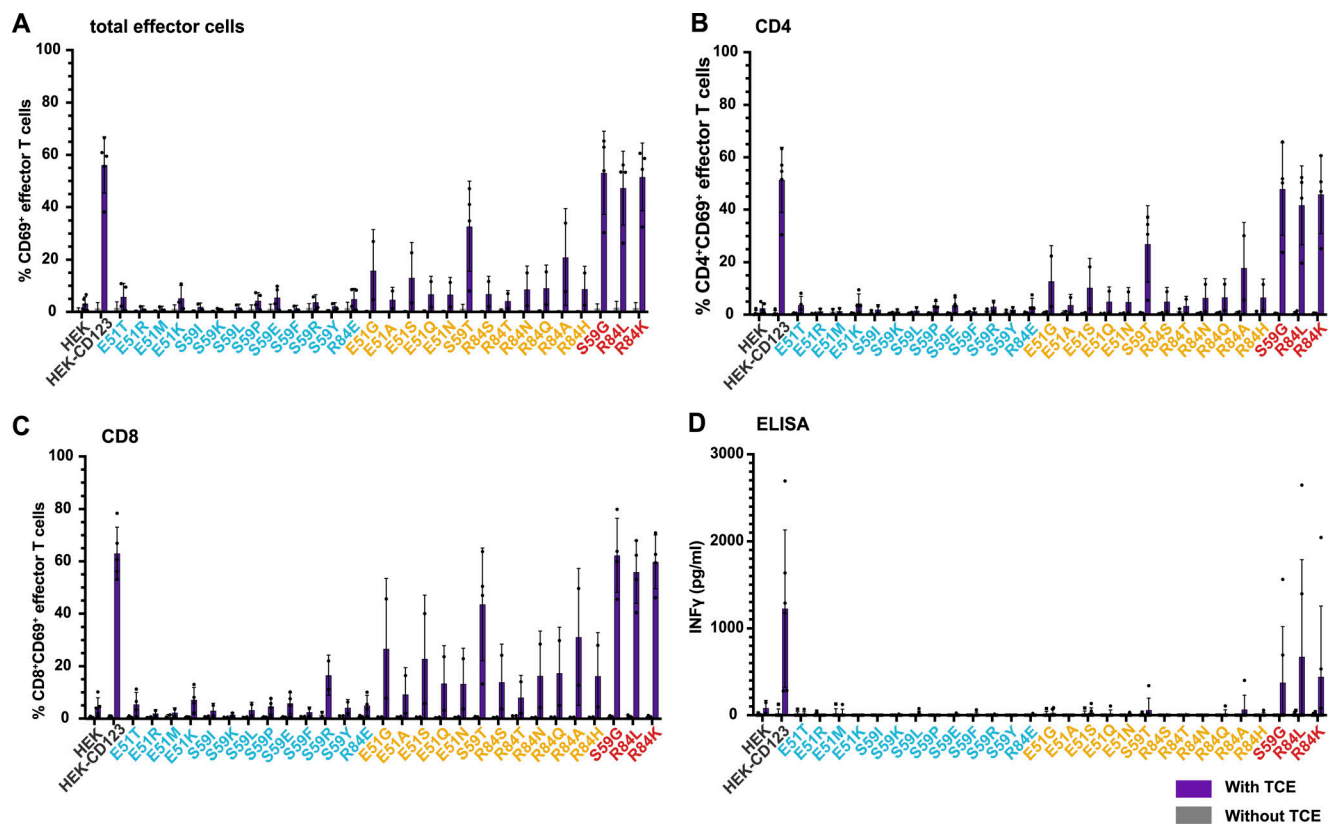 A
total effector cells
% CD69⁺ effector T cells
100
80
60
40
20
0
HEK
HEK-CD123
E51T
E51R
E51M
E51K
S59I
S59K
S59L
S59P
S59E
S59F
S59R
S59Y
R84E
E51G
E51A
E51S
E51Q
E51N
S59T
R84S
R84T
R84N
R84Q
R84A
R84H
S59G
R84L
R84K
B
CD4
% CD4⁺CD69⁺ effector T cells
100
80
60
40
20
0
HEK
HEK-CD123
E51T
E51R
E51M
E51K
S59I
S59K
S59L
S59P
S59E
S59F
S59R
S59Y
R84E
E51G
E51A
E51S
E51Q
E51N
S59T
R84S
R84T
R84N
R84Q
R84A
R84H
S59G
R84L
R84K
C
CD8
% CD8⁺CD69⁺ effector T cells
100
80
60
40
20
0
HEK
HEK-CD123
E51T
E51R
E51M
E51K
S59I
S59K
S59L
S59P
S59E
S59F
S59R
S59Y
R84E
E51G
E51A
E51S
E51Q
E51N
S59T
R84S
R84T
R84N
R84Q
R84A
R84H
S59G
R84L
R84K
D
ELISA
INFγ (pg/ml)
3000
2000
1000
0
HEK
HEK-CD123
E51T
E51R
E51M
E51K
S59I
S59K
S59L
S59P
S59E
S59F
S59R
S59Y
R84E
E51G
E51A
E51S
E51Q
E51N
S59T
R84S
R84T
R84N
R84Q
R84A
R84H
S59G
R84L
R84K
With TCE
Without TCE